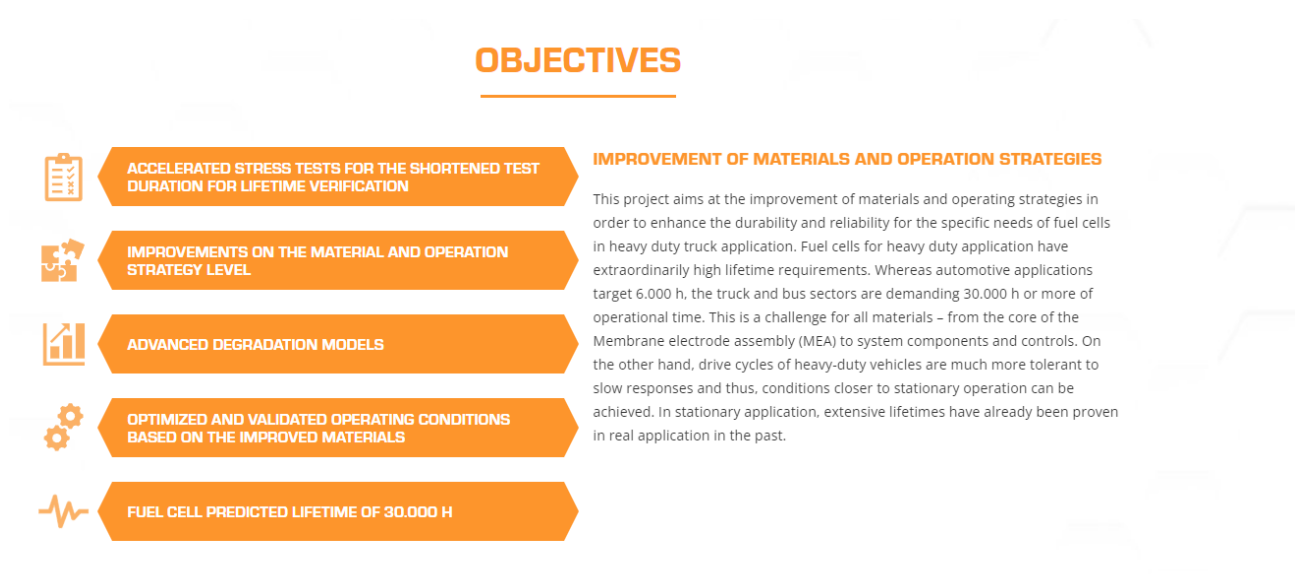 OBJECTIVES
ACCELERATED STRESS TESTS FOR THE SHORTENED TEST
DURATION FOR LIFETIME VERIFICATION
IMPROVEMENTS ON THE MATERIAL AND OPERATION
STRATEGY LEVEL
ADVANCED DEGRADATION MODELS
OPTIMIZED AND VALIDATED OPERATING CONDITIONS
BASED ON THE IMPROVED MATERIALS
FUEL CELL PREDICTED LIFETIME OF 30.000 H
IMPROVEMENT OF MATERIALS AND OPERATION STRATEGIES
This project aims at the improvement of materials and operating strategies in
order to enhance the durability and reliability for the specific needs of fuel cells
in heavy duty truck application. Fuel cells for heavy duty application have
extraordinarily high lifetime requirements. Whereas automotive applications
target 6.000 h, the truck and bus sectors are demanding 30.000 h or more of
operational time. This is a challenge for all materials – from the core of the
Membrane electrode assembly (MEA) to system components and controls. On
the other hand, drive cycles of heavy-duty vehicles are much more tolerant to
slow responses and thus, conditions closer to stationary operation can be
achieved. In stationary application, extensive lifetimes have already been proven
in real application in the past.